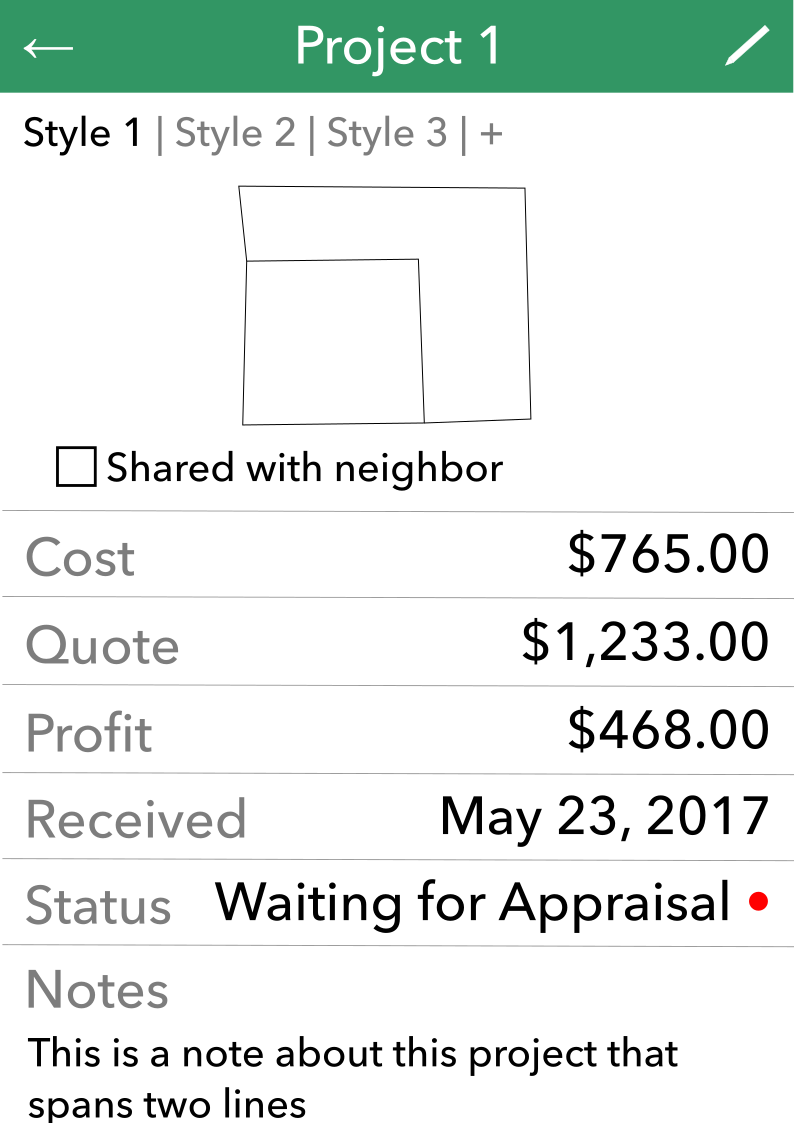 ← Project 1
Style 1 | Style 2 | Style 3 | +
Shared with neighbor
Cost $765.00
Quote $1,233.00
Profit $468.00
Received May 23, 2017
Status Waiting for Appraisal •
Notes
This is a note about this project that
spans two lines